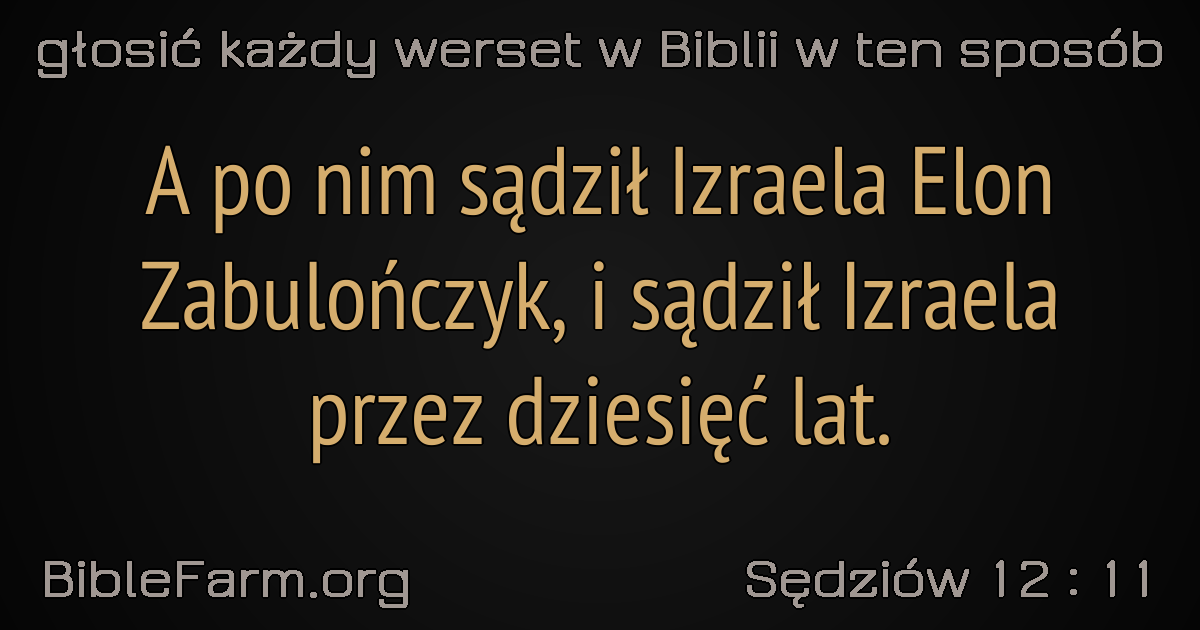 głosić każdy werset w Biblii w ten sposób
A po nim sądził Izraela Elon
Zabulończyk, i sądził Izraela
przez dziesięć lat.
BibleFarm.org
Sędziów 12 : 11